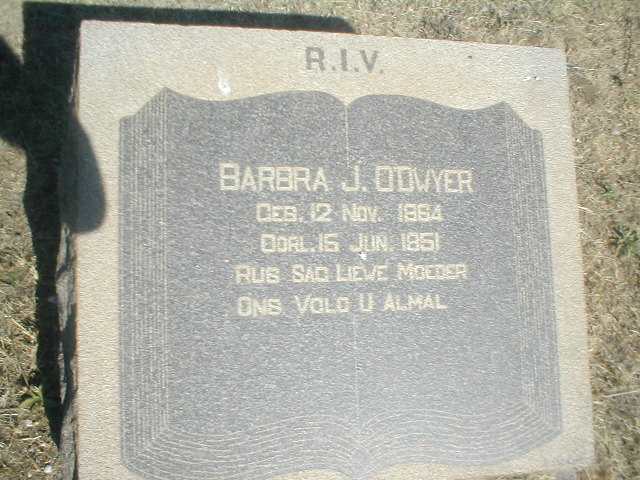 R.I.V.
BARBRA J. O'DWYER
GEB. 12 NOV. 1864
OORL. 15 JUN. 1951
RUS SAG LIEWE MOEDER
ONS VOLG U ALMAL